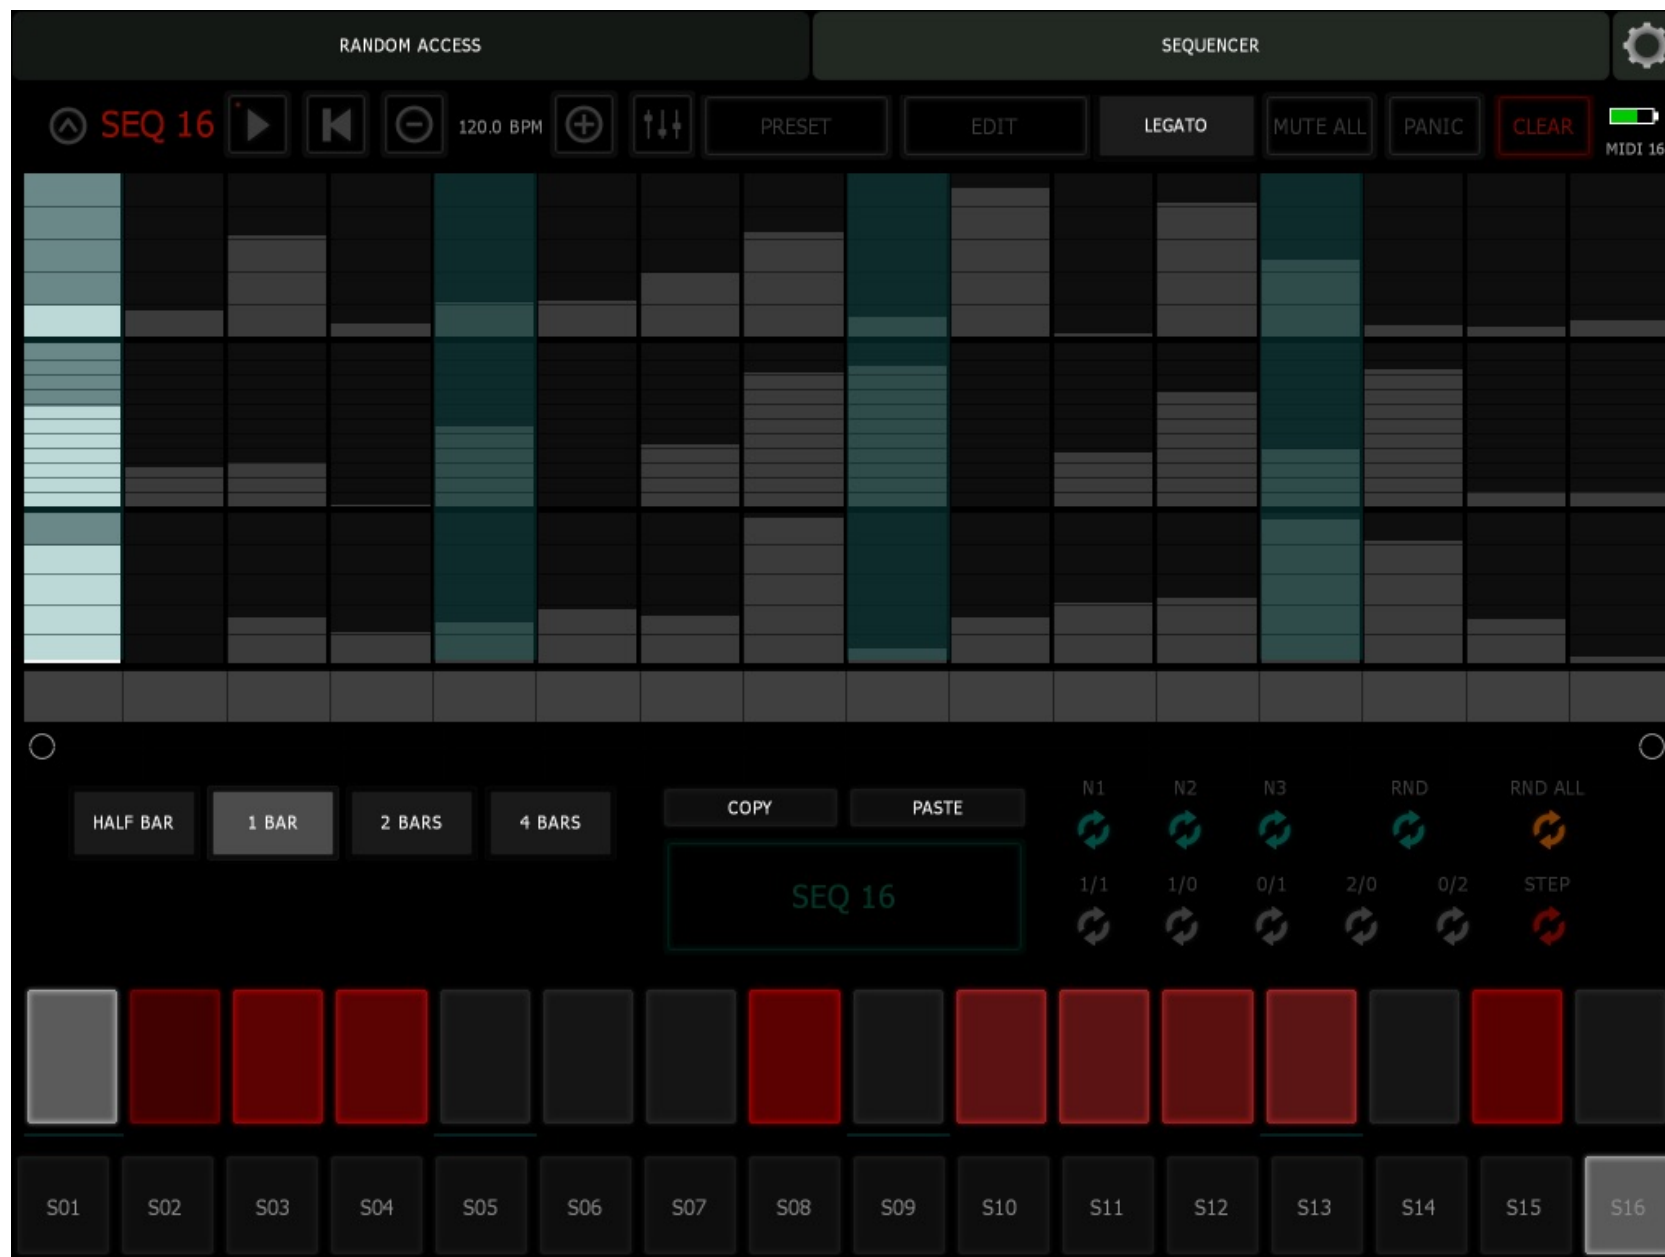 RANDOM ACCESS SEQUENCER
SEQ 16 120.0 BPM PRESET EDIT LEGATO MUTE ALL PANIC CLEAR
MIDI 16
N1 N2 N3 RND RND ALL
HALF BAR 1 BAR 2 BARS 4 BARS COPY PASTE
SEQ 16
1/1 1/0 0/1 2/0 0/2 STEP
S01 S02 S03 S04 S05 S06 S07 S08 S09 S10 S11 S12 S13 S14 S15 S16